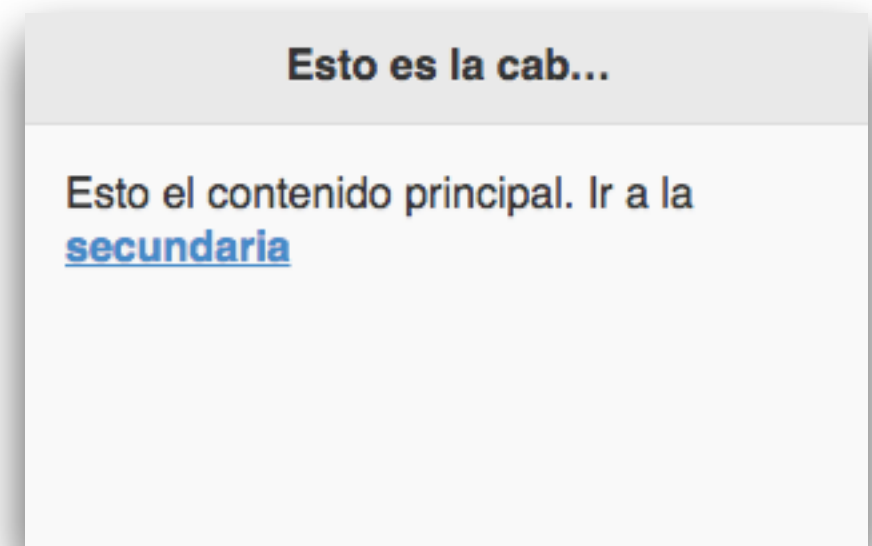 Esto es la cab...
Esto el contenido principal. Ir a la
secundaria